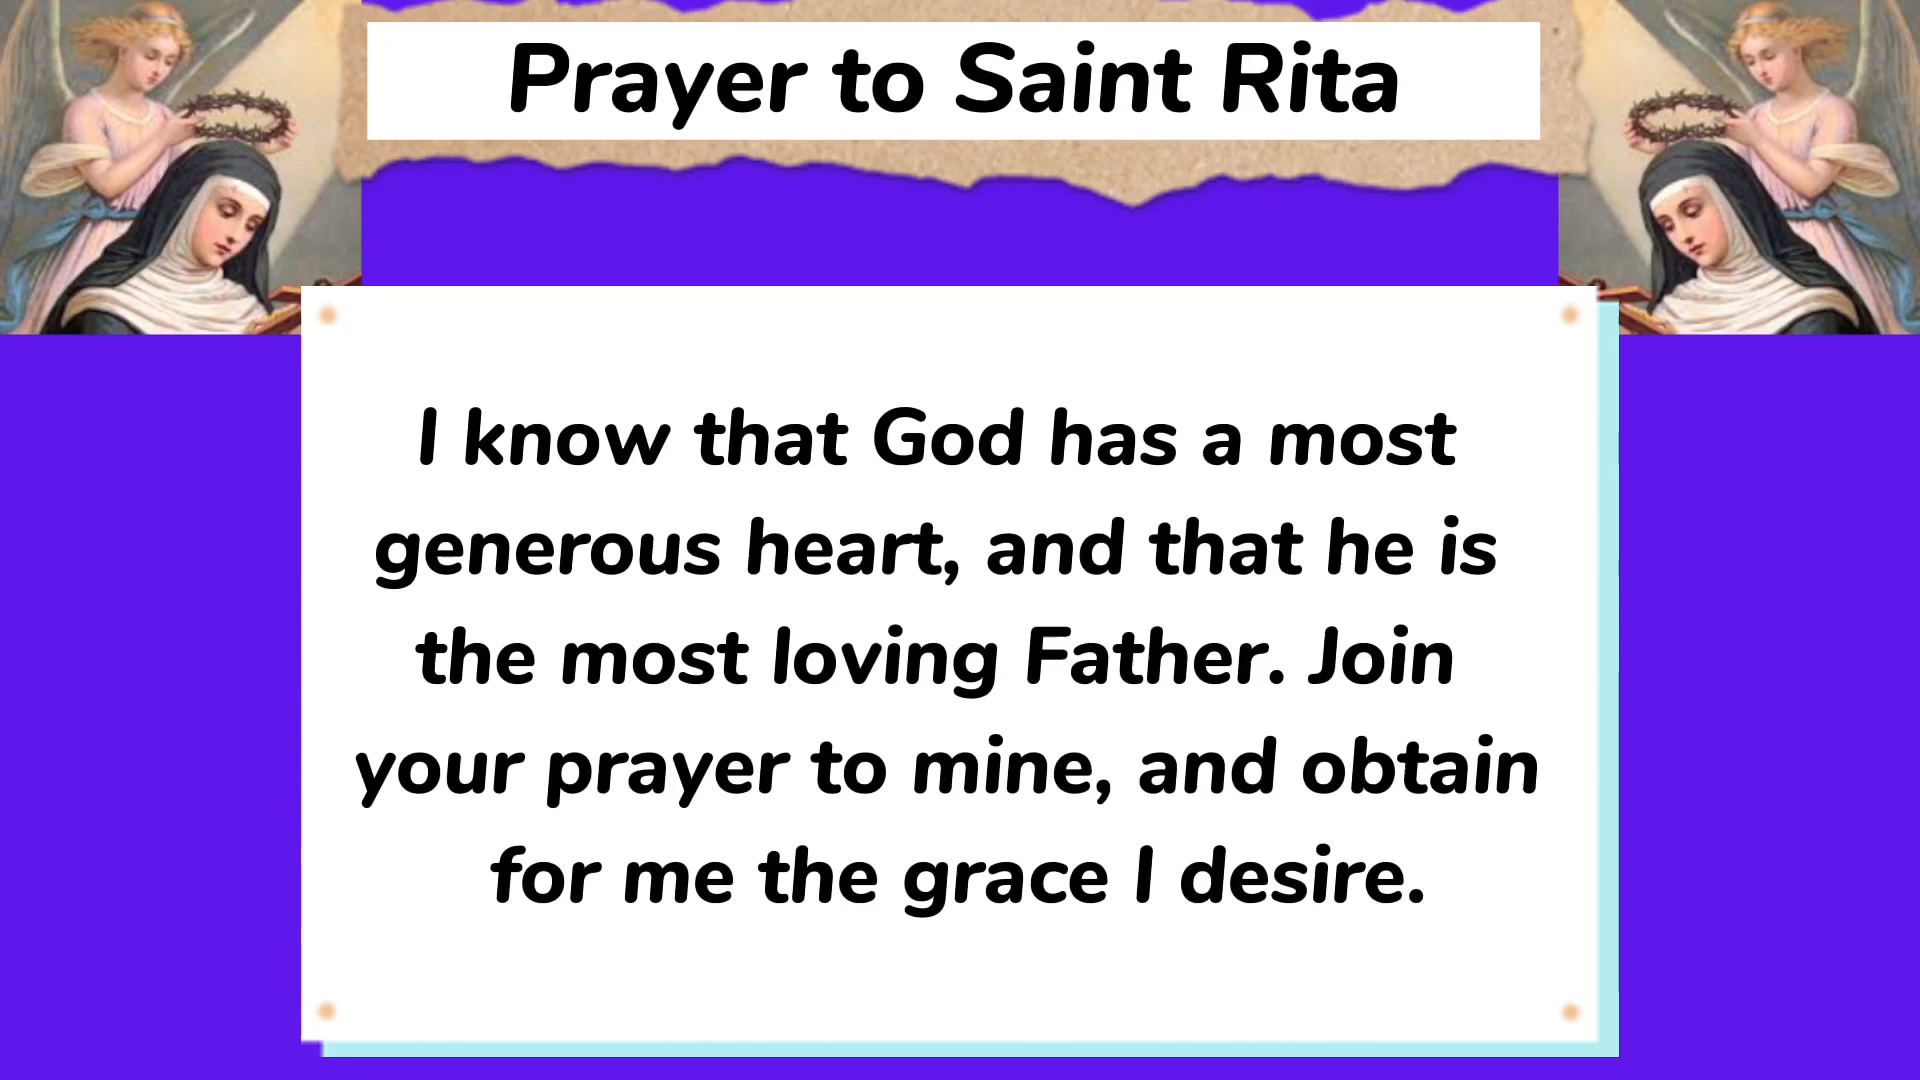 Prayer to Saint Rita
I know that God has a most
generous heart, and that he is
the most loving Father. Join
your prayer to mine, and obtain
for me the grace I desire.